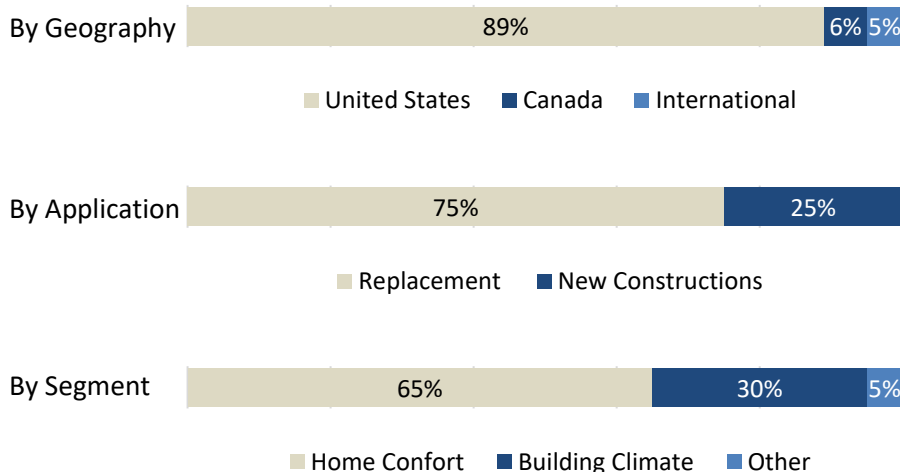 By Geography 89% 6% 5%
United States Canada International
By Application 75% 25%
Replacement New Constructions
By Segment 65% 30% 5%
Home Confort Building Climate Other